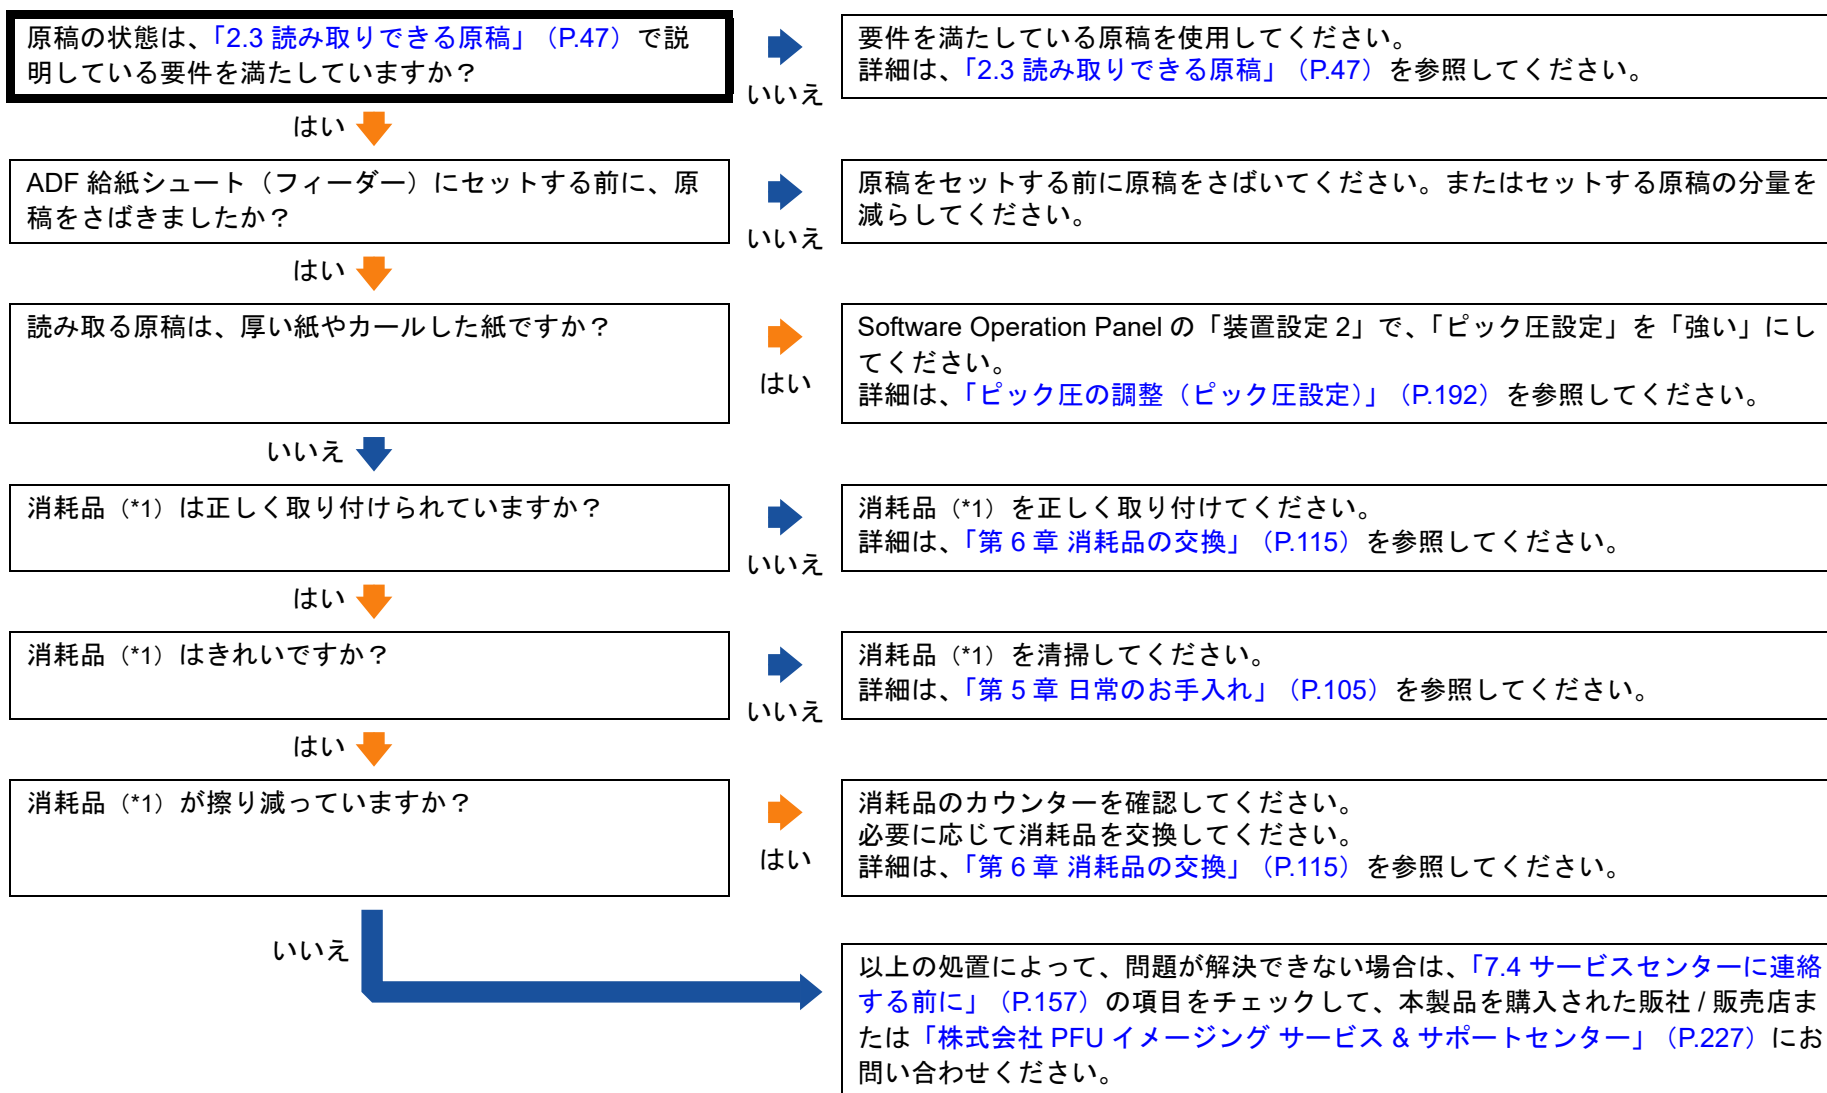 原稿の状態は、「2.3 読み取りできる原稿」（P.47）で説
明している要件を満たしていますか？
いいえ
要件を満たしている原稿を使用してください。
詳細は、「2.3 読み取りできる原稿」（P.47）を参照してください。
はい
ADF 給紙シュート（フィーダー）にセットする前に、原
稿をさばきましたか？
いいえ
原稿をセットする前に原稿をさばいてください。またはセットする原稿の分量を
減らしてください。
はい
読み取る原稿は、厚い紙やカールした紙ですか？
はい
Software Operation Panel の「装置設定 2」で、「ピック圧設定」を「強い」にし
てください。
詳細は、「ピック圧の調整（ピック圧設定）」（P.192）を参照してください。
いいえ
消耗品（*1）は正しく取り付けられていますか？
いいえ
消耗品（*1）を正しく取り付けてください。
詳細は、「第 6 章 消耗品の交換」（P.115）を参照してください。
はい
消耗品（*1）はきれいですか？
いいえ
消耗品（*1）を清掃してください。
詳細は、「第 5 章 日常のお手入れ」（P.105）を参照してください。
はい
消耗品（*1）が擦り減っていますか？
はい
消耗品のカウンターを確認してください。
必要に応じて消耗品を交換してください。
詳細は、「第 6 章 消耗品の交換」（P.115）を参照してください。
いいえ
以上の処置によって、問題が解決できない場合は、「7.4 サービスセンターに連絡
する前に」（P.157）の項目をチェックして、本製品を購入された販社 / 販売店ま
たは「株式会社 PFU イメージング サービス & サポートセンター」（P.227）にお
問い合わせください。